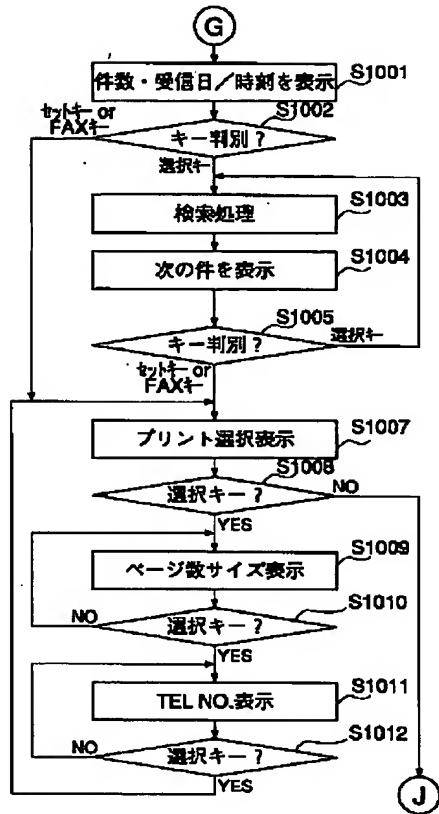 G
件数・受信日／時刻を表示
S1001
S1002
セットキー or
FAXキー
キー判別？
選択キー
S1003
検索処理
S1004
次の件を表示
S1005
キー判別？
選択キー
セットキー or
FAXキー
S1007
プリント選択表示
S1008
選択キー？
NO
YES
S1009
ページ数サイズ表示
S1010
NO
選択キー？
YES
S1011
TEL NO.表示
S1012
NO
選択キー？
YES
J